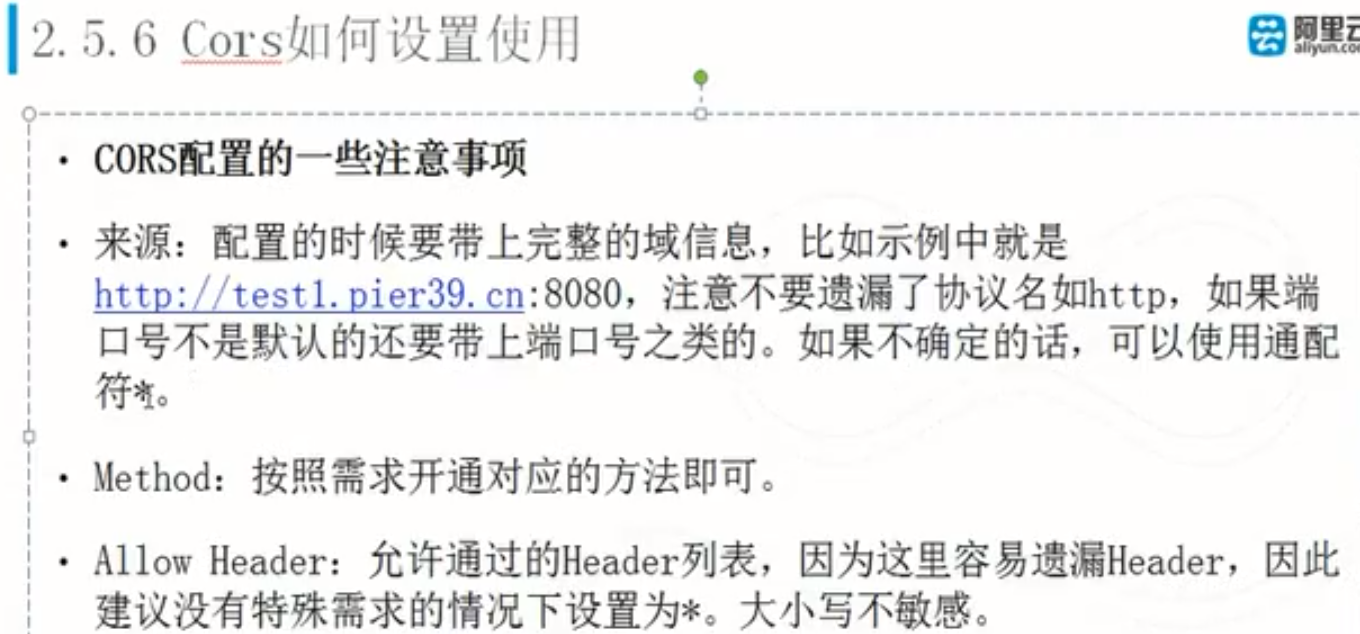 2.5.6 Cors如何设置使用
阿里云
aliyun.com
• CORS配置的一些注意事项
• 来源：配置的时候要带上完整的域信息，比如示例中就是
http://test1.pier39.cn:8080，注意不要遗漏了协议名如http，如果端
口号不是默认的还要带上端口号之类的。如果不确定的话，可以使用通配
符*。
• Method：按照需求开通对应的方法即可。
• Allow Header：允许通过的Header列表，因为这里容易遗漏Header，因此
建议没有特殊需求的情况下设置为*。大小写不敏感。